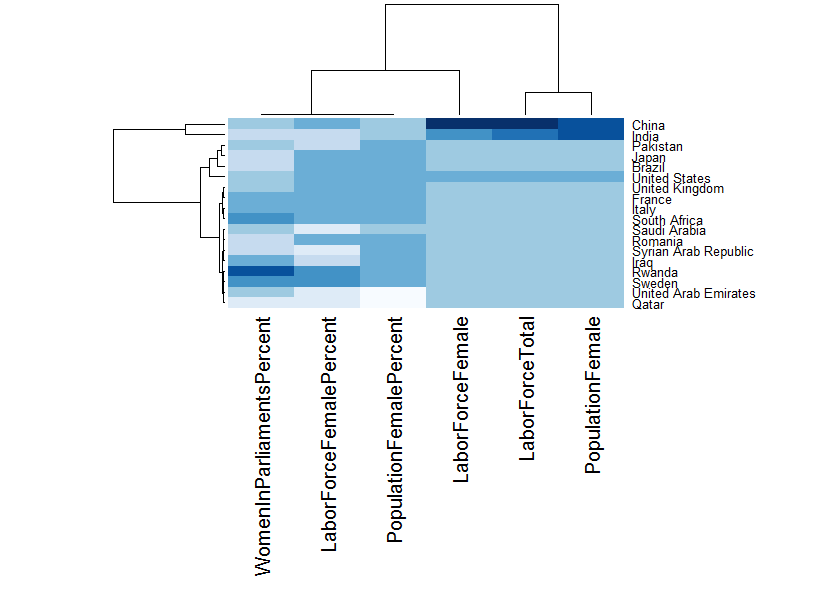 China
India
Pakistan
Japan
Brazil
United States
United Kingdom
France
Italy
South Africa
Saudi Arabia
Romania
Syrian Arab Republic
Iraq
Rwanda
Sweden
United Arab Emirates
Qatar
WomenInParliamentsPercent
LaborForceFemalePercent
PopulationFemalePercent
LaborForceFemale
LaborForceTotal
PopulationFemale